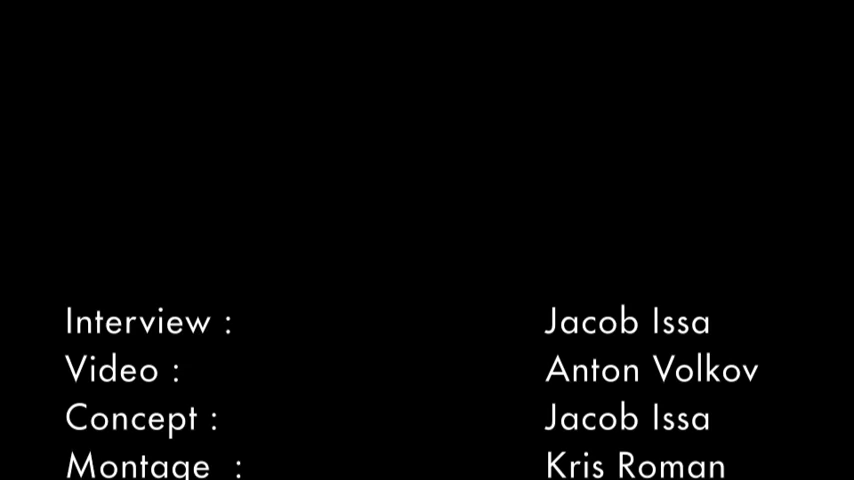 Interview : Jacob Issa
Video : Anton Volkov
Concept : Jacob Issa
Montage : Kris Roman